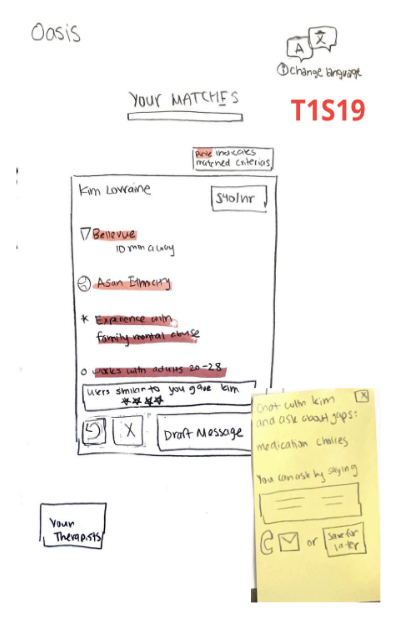 Oasis
A 文
change language
YOUR MATCHES
T1S19
Pink indicates
matched criterias
Kim Lorraine
$40/hr
Bellevue
10 min away
Asian Ethnicity
* Experience with
family mental abuse
works with adults 20-28
users similar to you gave kim
★★★★
X
Draft Message
Your
Therapists
X
Chat with kim
and ask about gaps:
medication choices
You can ask by saying
or
Save for
later